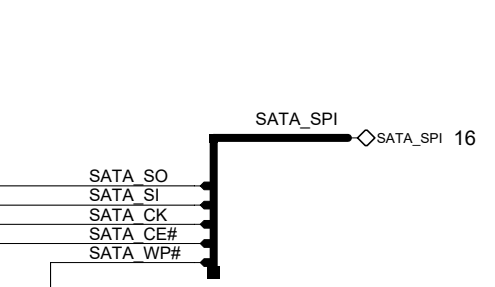 SATA_SPI
SATA_SPI 16
SATA_SO
SATA_SI
SATA_CK
SATA_CE#
SATA_WP#